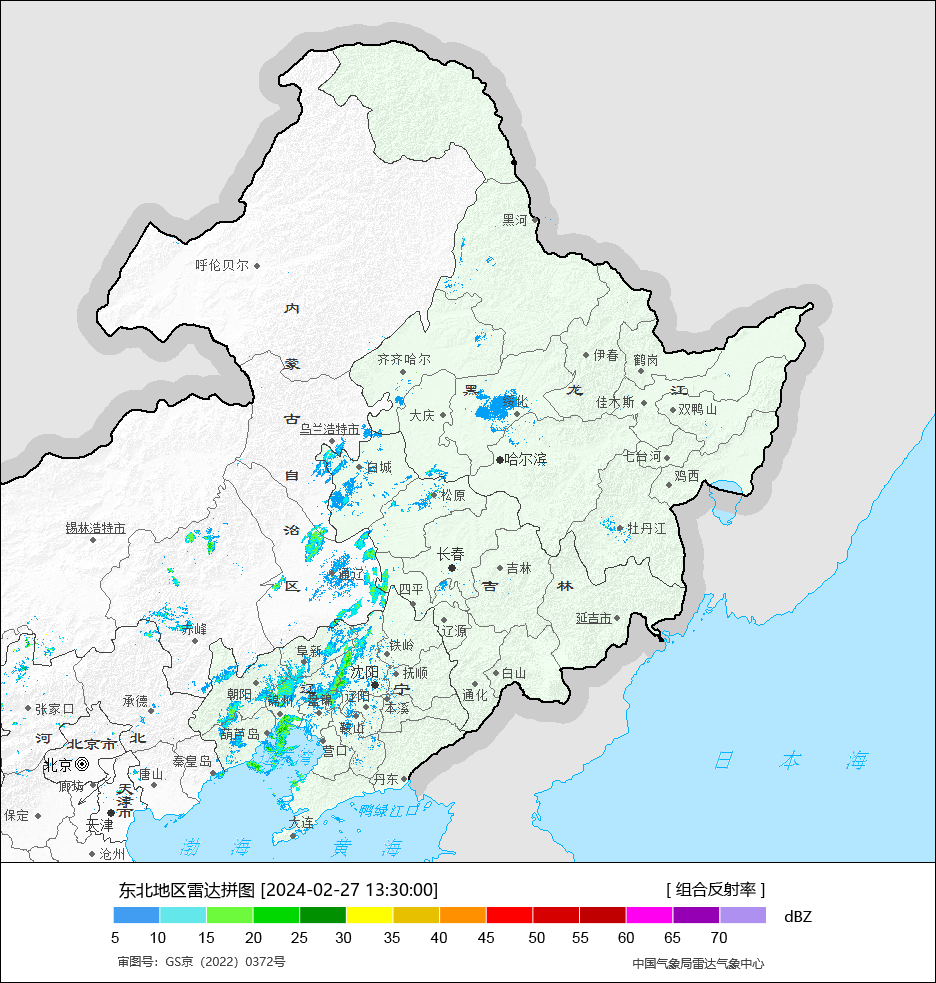 黑河
呼伦贝尔
内
蒙
古
自
治
区
齐齐哈尔
伊春
鹤岗
黑
龙
江
绥化
佳木斯
双鸭山
大庆
乌兰浩特市
白城
哈尔滨
七台河
鸡西
松原
锡林浩特市
牡丹江
长春
通辽
吉林
四平
吉
林
延吉市
辽源
赤峰
铁岭
阜新
沈阳
抚顺
白山
朝阳
辽
宁
锦州
盘锦
辽阳
本溪
通化
承德
张家口
葫芦岛
鞍山
河
北
北京市
营口
湾
日本海
北京
秦皇岛
唐山
丹东
廊坊
天
津
市
保定
天津
大连
鸭绿江口
沧州
渤海
黄海
东北地区雷达拼图 [2024-02-27 13:30:00]
[ 组合反射率 ]
dBZ
5 10 15 20 25 30 35 40 45 50 55 60 65 70
审图号：GS京（2022）0372号
中国气象局雷达气象中心